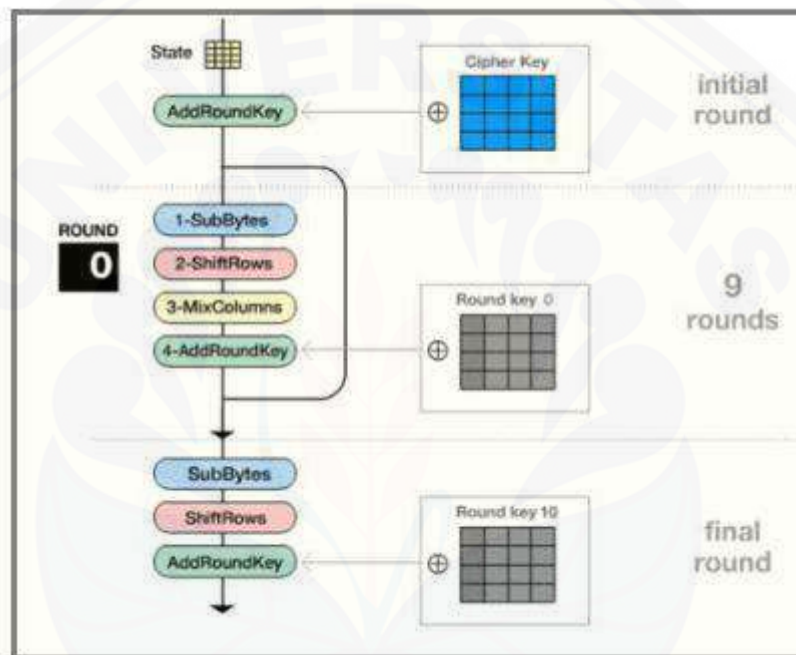 State
Cipher Key
AddRoundKey
initial
round
UNIVERSITAS
ROUND
0
1-SubBytes
2-ShiftRows
3-MixColumns
4-AddRoundKey
Round key 0
9
rounds
SubBytes
ShiftRows
AddRoundKey
Round key 10
final
round